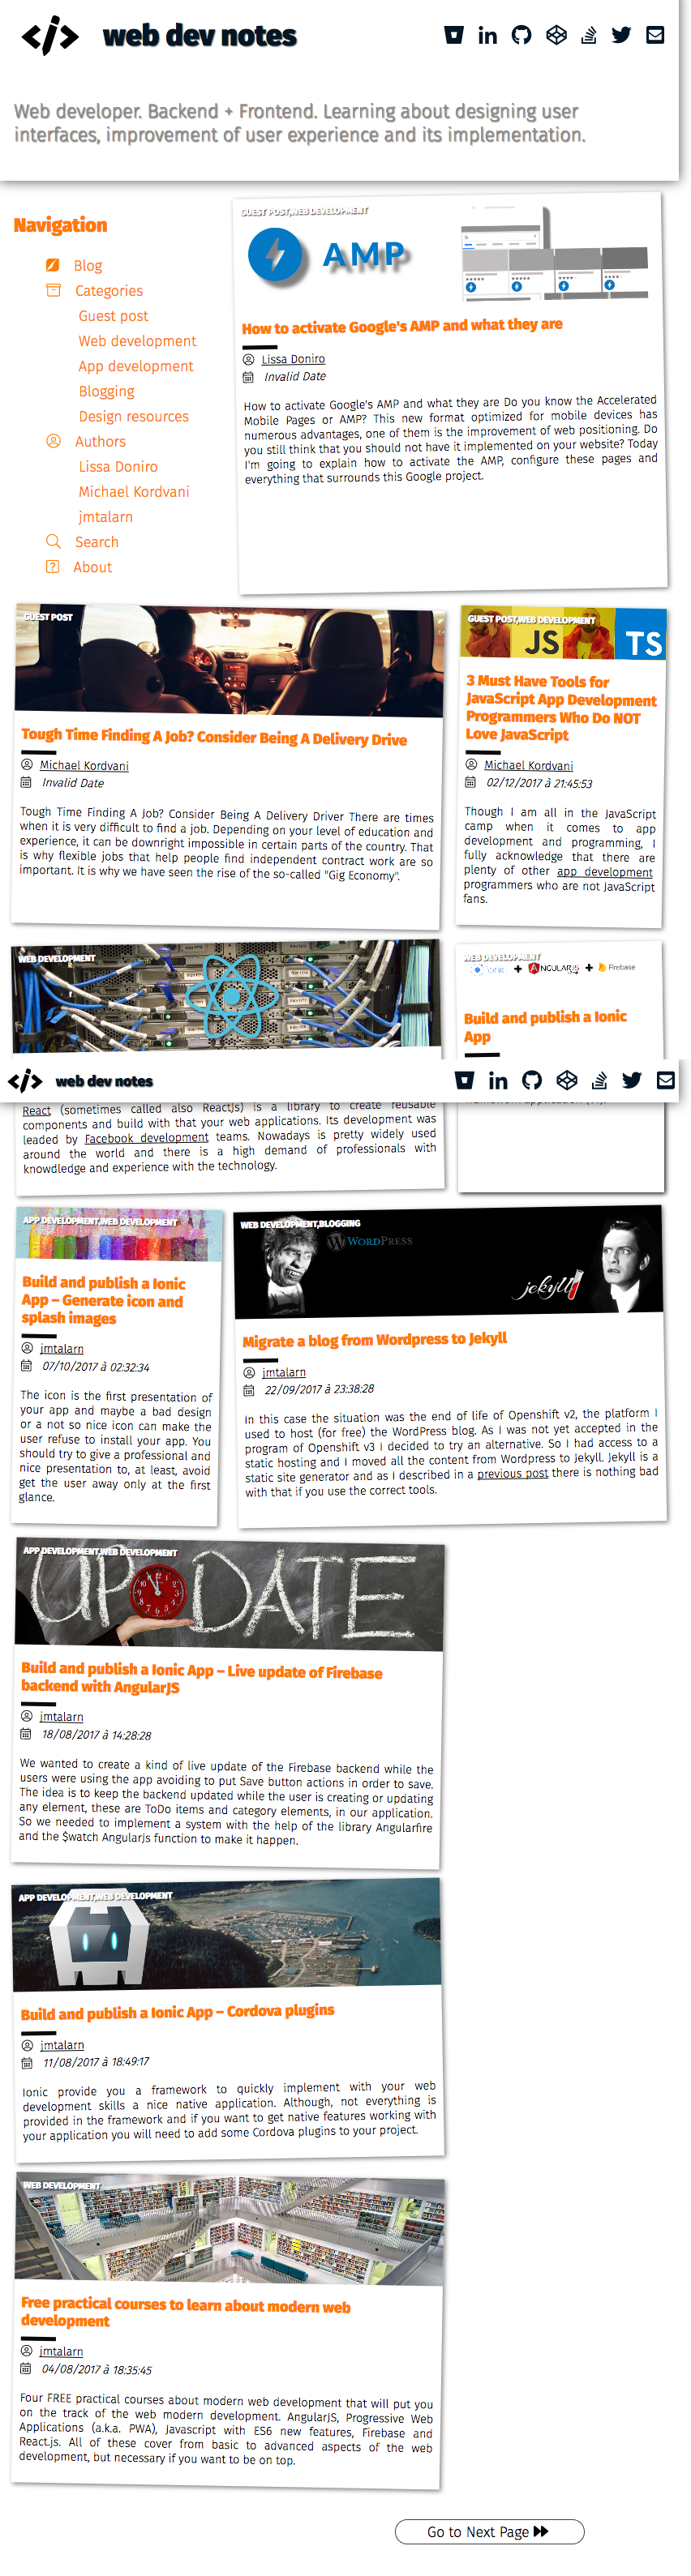 web dev notes
Web developer. Backend + Frontend. Learning about designing user
interfaces, improvement of user experience and its implementation.
Navigation
Blog
Categories
Guest post
Web development
App development
Blogging
Design resources
Authors
Lissa Doniro
Michael Kordvani
jmtalarn
Search
About
GUEST POST,WEB DEVELOPMENT
AMP
How to activate Google's AMP and what they are
Lissa Doniro
Invalid Date
How to activate Google's AMP and what they are Do you know the Accelerated
Mobile Pages or AMP? This new format optimized for mobile devices has
numerous advantages, one of them is the improvement of web positioning. Do
you still think that you should not have it implemented on your website? Today
I'm going to explain how to activate the AMP, configure these pages and
everything that surrounds this Google project.
GUEST POST
Tough Time Finding A Job? Consider Being A Delivery Drive
Michael Kordvani
Invalid Date
Tough Time Finding A Job? Consider Being A Delivery Driver There are times
when it is very difficult to find a job. Depending on your level of education and
experience, it can be downright impossible in certain parts of the country. That
is why flexible jobs that help people find independent contract work are so
important. It is why we have seen the rise of the so-called "Gig Economy".
GUEST POST,WEB DEVELOPMENT
JS
TS
3 Must Have Tools for
JavaScript App Development
Programmers Who Do NOT
Love JavaScript
Michael Kordvani
02/12/2017 à 21:45:53
Though I am all in the JavaScript
camp when it comes to app
development and programming, I
fully acknowledge that there are
plenty of other app development
programmers who are not JavaScript
fans.
WEB DEVELOPMENT
WEB DEVELOPMENT
IONIC + ANGULARJS + Firebase
Build and publish a Ionic
App
web dev notes
React (sometimes called also Reactjs) is a library to create reusable
components and build with that your web applications. Its development was
leaded by Facebook development teams. Nowadays is pretty widely used
around the world and there is a high demand of professionals with
knowdledge and experience with the technology.
APP DEVELOPMENT,WEB DEVELOPMENT
Build and publish a Ionic
App – Generate icon and
splash images
jmtalarn
07/10/2017 à 02:32:34
The icon is the first presentation of
your app and maybe a bad design
or a not so nice icon can make the
user refuse to install your app. You
should try to give a professional and
nice presentation to, at least, avoid
get the user away only at the first
glance.
WEB DEVELOPMENT,BLOGGING
WORDPRESS
jekyll
Migrate a blog from Wordpress to Jekyll
jmtalarn
22/09/2017 à 23:38:28
In this case the situation was the end of life of Openshift v2, the platform I
used to host (for free) the WordPress blog. As I was not yet accepted in the
program of Openshift v3 I decided to try an alternative. So I had access to a
static hosting and I moved all the content from Wordpress to Jekyll. Jekyll is a
static site generator and as I described in a previous post there is nothing bad
with that if you use the correct tools.
APP DEVELOPMENT,WEB DEVELOPMENT
UPDATE
Build and publish a Ionic App – Live update of Firebase
backend with AngularJS
jmtalarn
18/08/2017 à 14:28:28
We wanted to create a kind of live update of the Firebase backend while the
users were using the app avoiding to put Save button actions in order to save.
The idea is to keep the backend updated while the user is creating or updating
any element, these are ToDo items and category elements, in our application.
So we needed to implement a system with the help of the library Angularfire
and the $watch AngularJs function to make it happen.
APP DEVELOPMENT,WEB DEVELOPMENT
Build and publish a Ionic App – Cordova plugins
jmtalarn
11/08/2017 à 18:49:17
Ionic provide you a framework to quickly implement with your web
development skills a nice native application. Although, not everything is
provided in the framework and if you want to get native features working with
your application you will need to add some Cordova plugins to your project.
WEB DEVELOPMENT
Free practical courses to learn about modern web
development
jmtalarn
04/08/2017 à 18:35:45
Four FREE practical courses about modern web development that will put you
on the track of the web modern development. AngularJS, Progressive Web
Applications (a.k.a. PWA), Javascript with ES6 new features, Firebase and
React.js. All of these cover from basic to advanced aspects of the web
development, but necessary if you want to be on top.
Go to Next Page